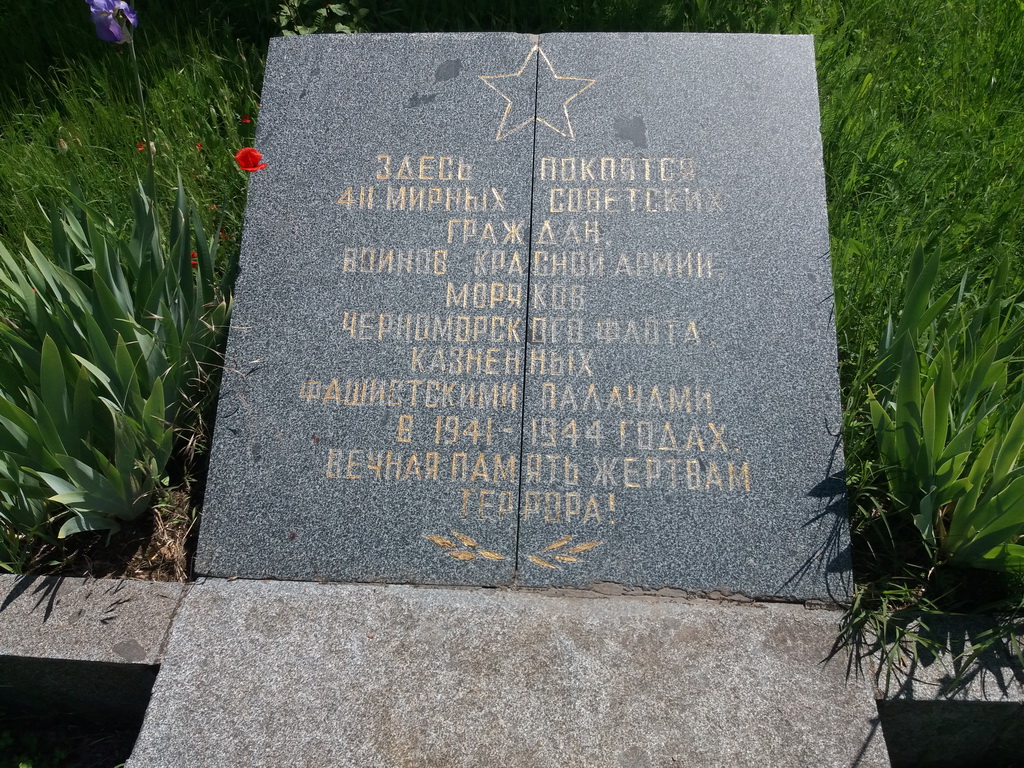 ЗДЕСЬ ПОКОЯТСЯ
411 МИРНЫХ СОВЕТСКИХ
ГРАЖДАН,
ВОИНОВ КРАСНОЙ АРМИИ,
МОРЯКОВ
ЧЕРНОМОРСКОГО ФЛОТА
КАЗНЕННЫХ
ФАШИСТСКИМИ ПАЛАЧАМИ
В 1941-1944 ГОДАХ.
ВЕЧНАЯ ПАМЯТЬ ЖЕРТВАМ
ТЕРРОРА!